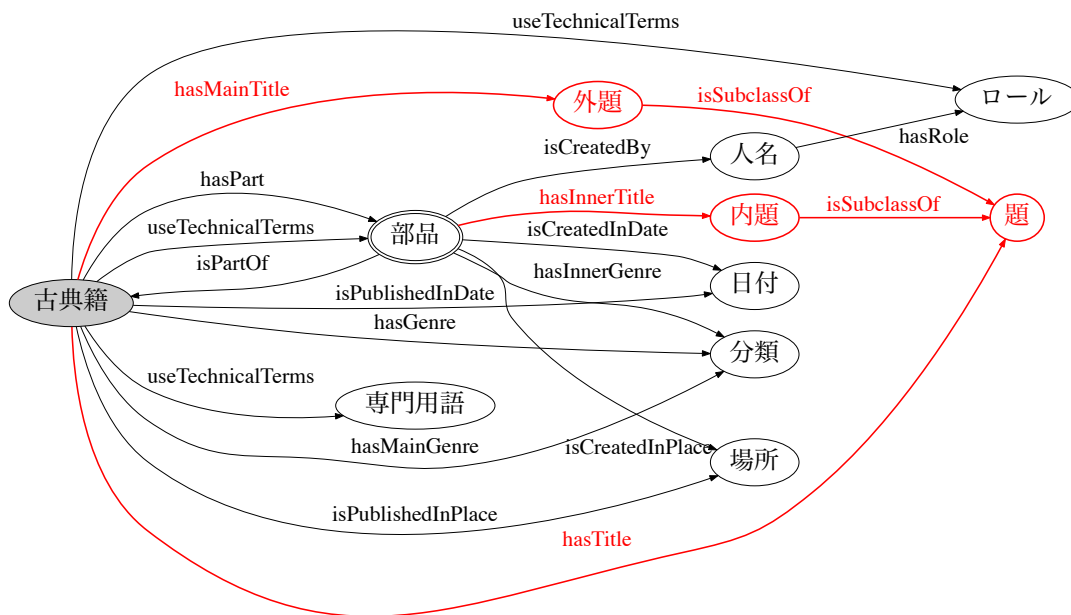 useTechnicalTerms
hasMainTitle
外題
isSubclassOf
ロール
isCreatedBy
人名
hasRole
hasPart
hasInnerTitle
内題
isSubclassOf
題
useTechnicalTerms
部品
isCreatedInDate
isPartOf
hasInnerGenre
日付
古典籍
isPublishedInDate
hasGenre
分類
useTechnicalTerms
専門用語
hasMainGenre
isCreatedInPlace
場所
isPublishedInPlace
hasTitle